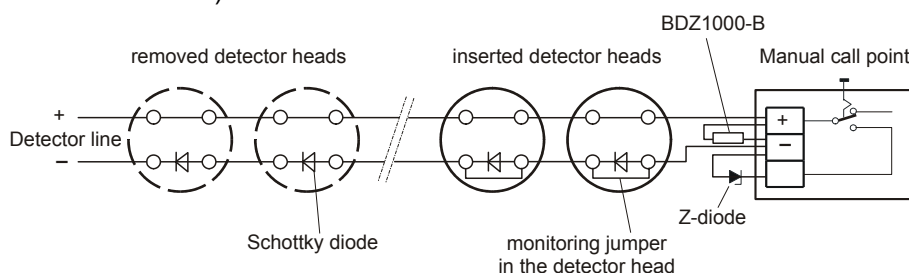 BDZ1000-B
removed detector heads
inserted detector heads
Manual call point
+
Detector line
–
+
–
Z-diode
Schottky diode
monitoring jumper
in the detector head